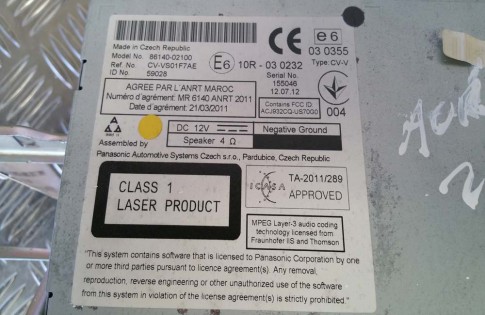 Made in Czech Republic
Model No. 86140-02100
Ref. No. CV-VS01F7AE
ID No. 59028
E6 10R - 03 0232
e6
03 0355
Type: CV-V
Serial No.
155046
12.07.12
Contains FCC ID.
ACJ932CQ-US7000
004
AGREE PAR L'ANRT MAROC
Numéro d'agrément: MR 6140 ANRT 2011
Date d'agrément: 21/03/2011
DC 12V
Negative Ground
Speaker 4 Ω
Assembled by
Panasonic Automotive Systems Czech s.r.o., Pardubice, Czech Republic
CLASS 1
LASER PRODUCT
ICASA
TA-2011/289
APPROVED
MPEG Layer-3 audio coding
technology licensed from
Fraunhofer IIS and Thomson
"This system contains software that is licensed to Panasonic Corporation by one
or more third parties pursuant to licence agreement(s). Any removal,
reproduction, reverse engineering or other unauthorized use of the software
from this system in violation of the license agreement(s) is strictly prohibited."